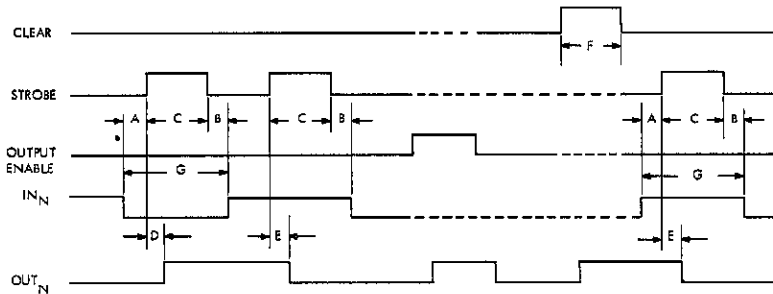 CLEAR
F
STROBE
A C B C B A C B
OUTPUT
ENABLE
G G
IN_N
D E E
OUT_N